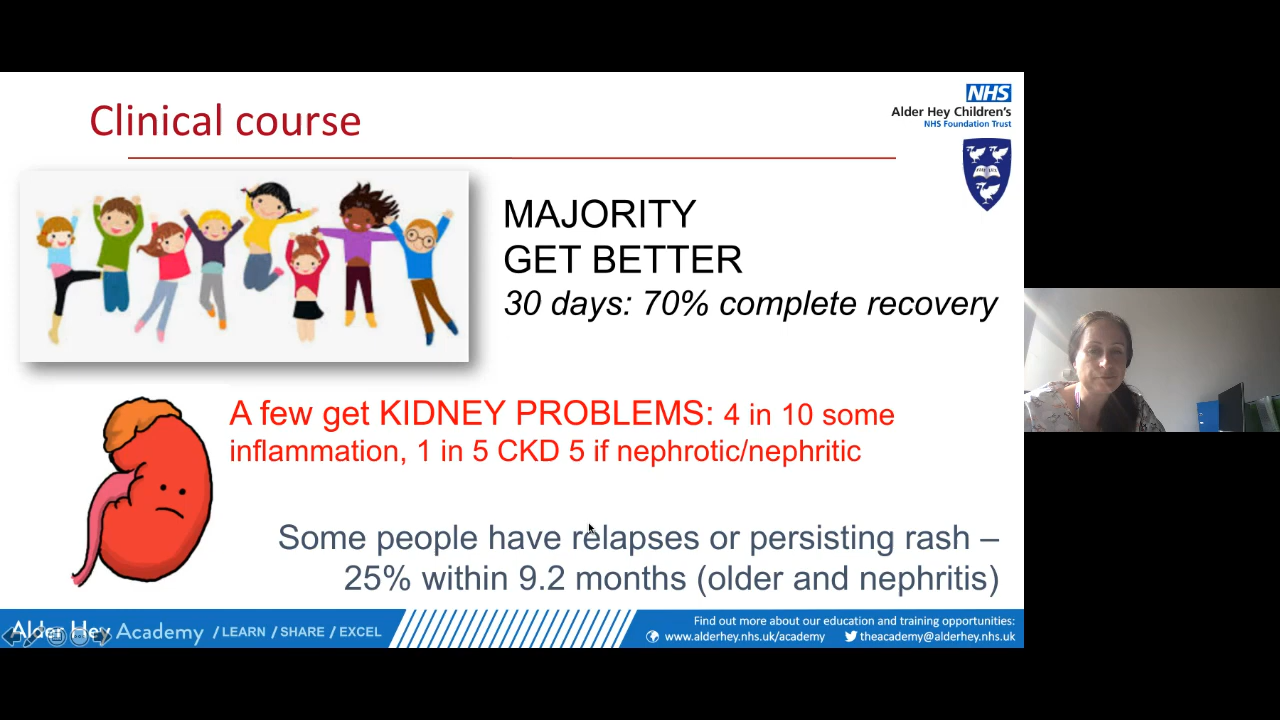 Clinical course
NHS
Alder Hey Children's
NHS Foundation Trust
MAJORITY
GET BETTER
30 days: 70% complete recovery
A few get KIDNEY PROBLEMS: 4 in 10 some
inflammation, 1 in 5 CKD 5 if nephrotic/nephritic
Some people have relapses or persisting rash –
25% within 9.2 months (older and nephritis)
Alder Hey Academy / LEARN / SHARE / EXCEL
Find out more about our education and training opportunities:
www.alderhey.nhs.uk/academy theacademy@alderhey.nhs.uk